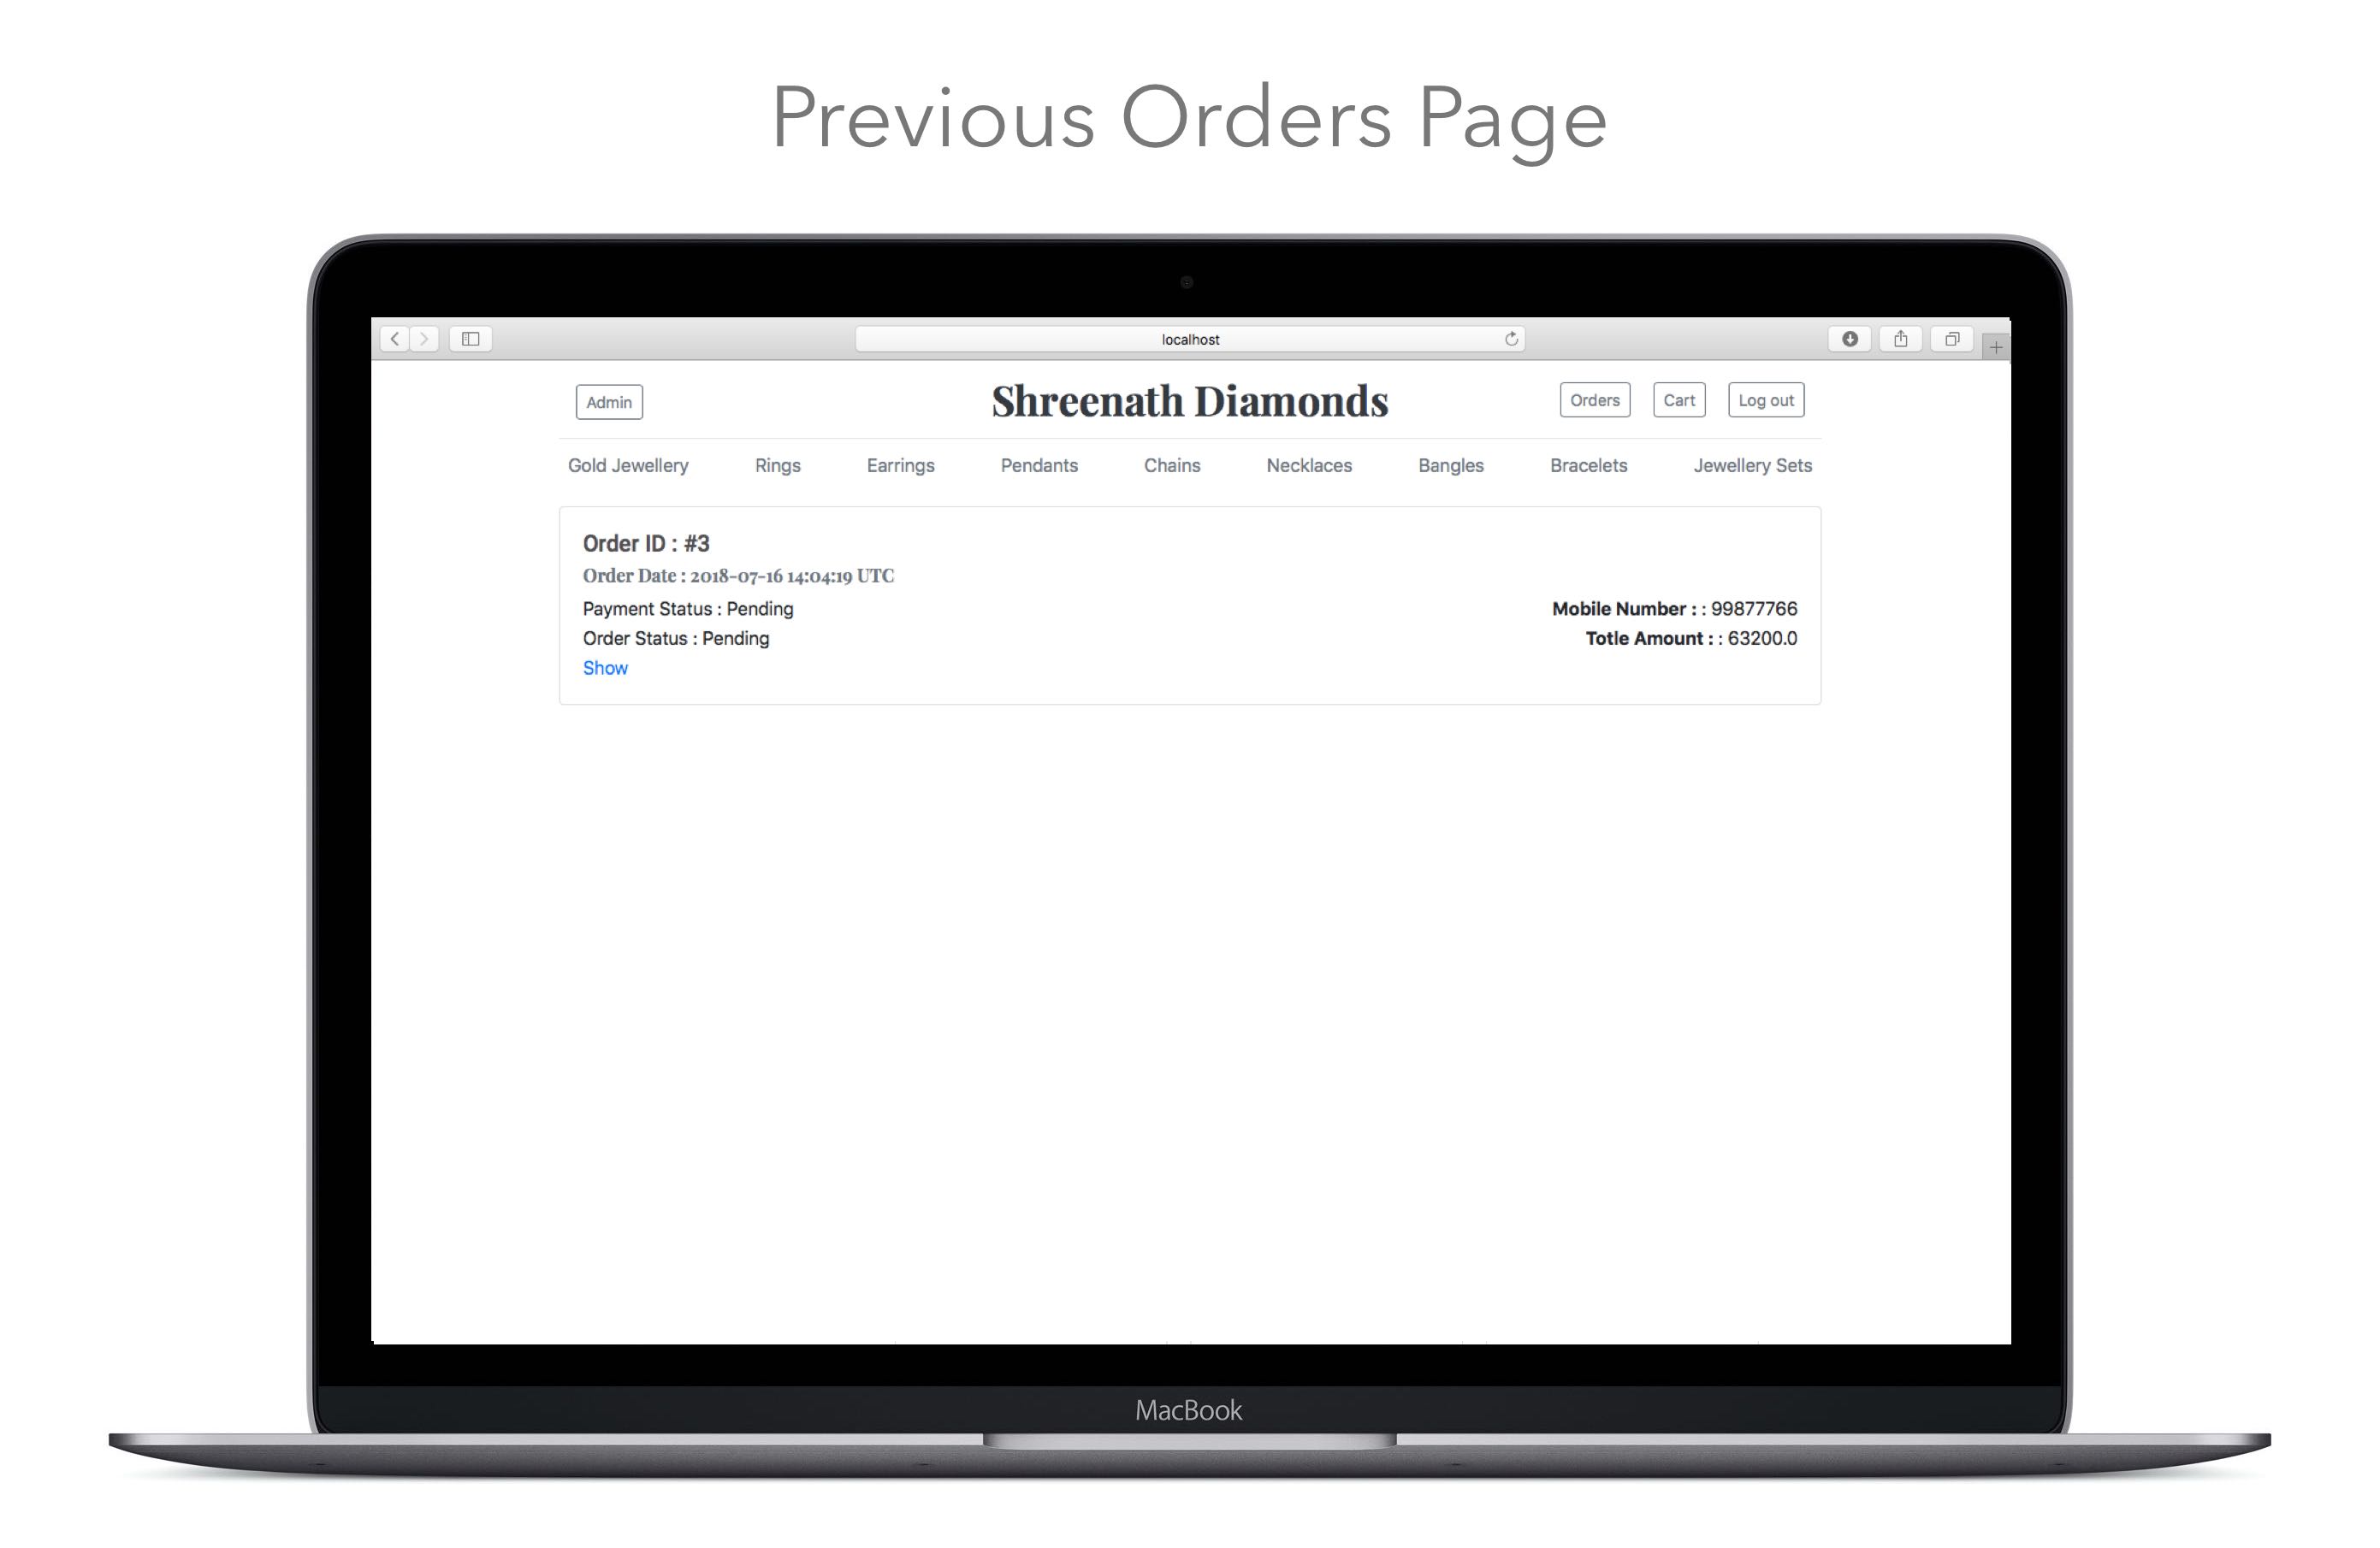 Previous Orders Page
localhost
Admin
Shreenath Diamonds
Orders
Cart
Log out
Gold Jewellery Rings Earrings Pendants Chains Necklaces Bangles Bracelets Jewellery Sets
Order ID : #3
Order Date : 2018-07-16 14:04:19 UTC
Payment Status : Pending
Mobile Number : : 99877766
Order Status : Pending
Totle Amount : : 63200.0
Show
MacBook